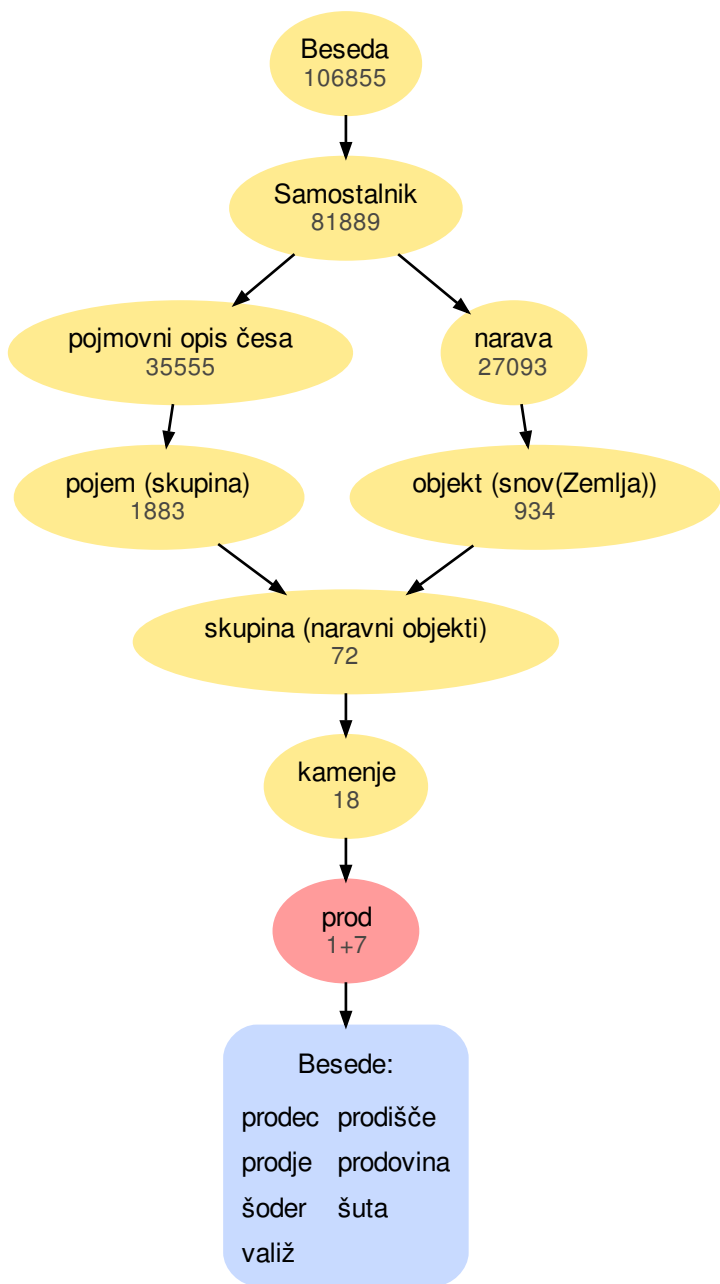 Beseda
106855
Samostalnik
81889
pojmovni opis česa
35555
narava
27093
pojem (skupina)
1883
objekt (snov(Zemlja))
934
skupina (naravni objekti)
72
kamenje
18
prod
1+7
Besede:
prodec prodišče
prodje prodovina
šoder šuta
valiž